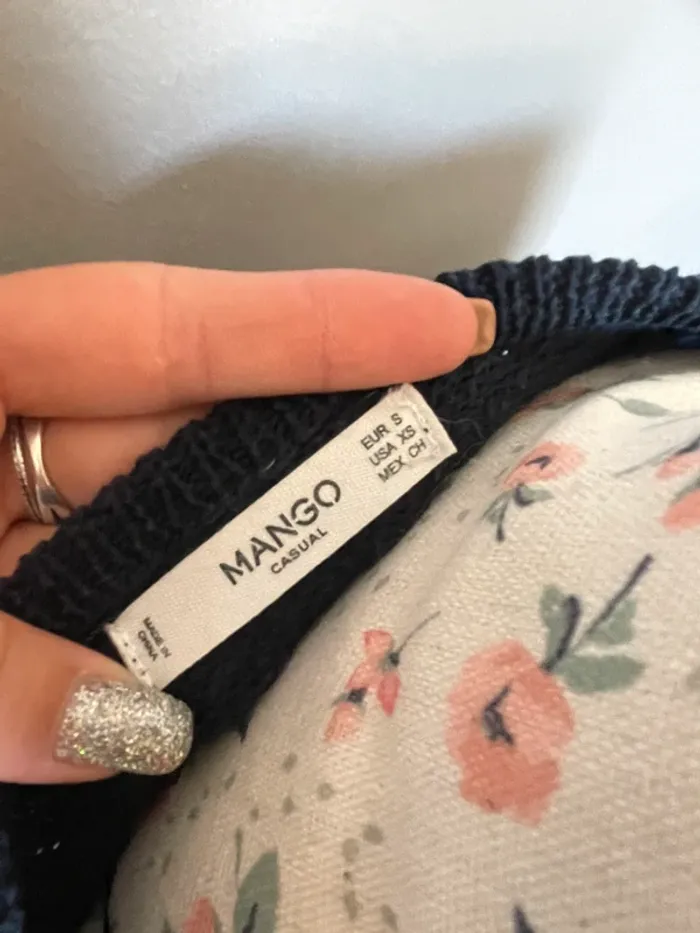 EUR S
USA XS
MEX CH
MANGO
CASUAL
MADE IN
CHINA